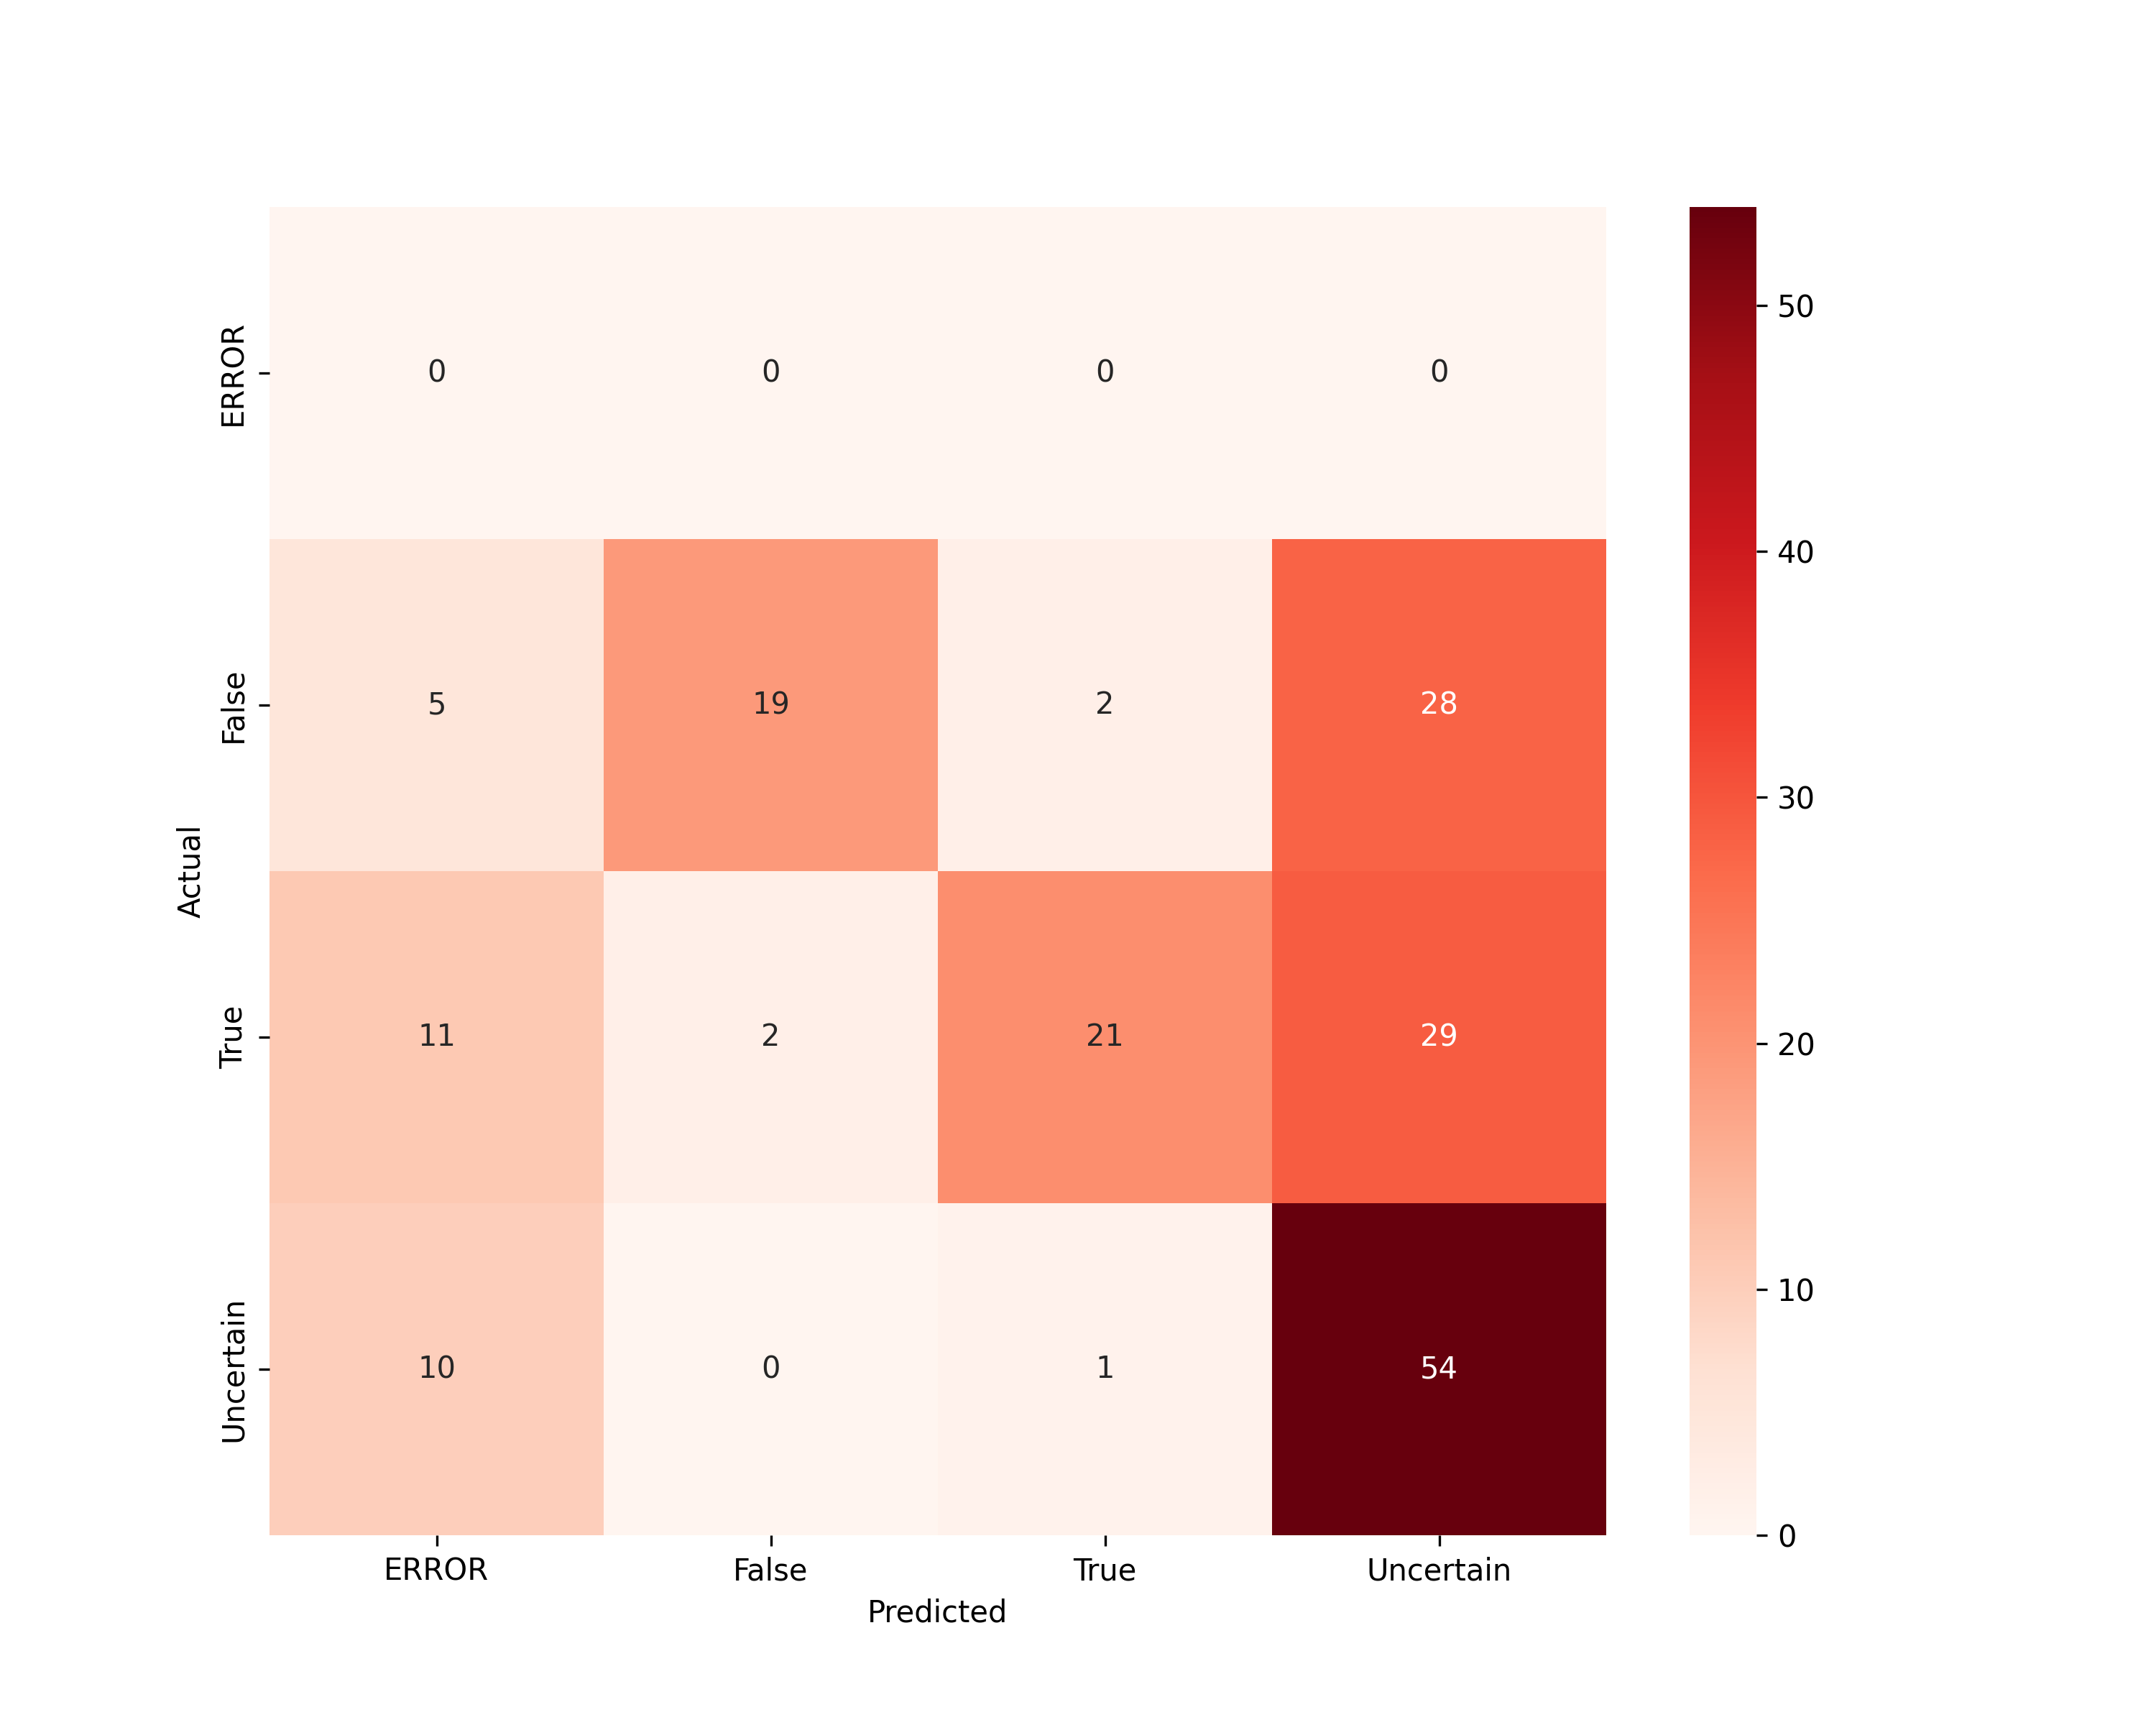 ERROR 0 0 0 0
False 5 19 2 28
True 11 2 21 29
Uncertain 10 0 1 54
Actual
ERROR False True Uncertain
Predicted
50
40
30
20
10
0